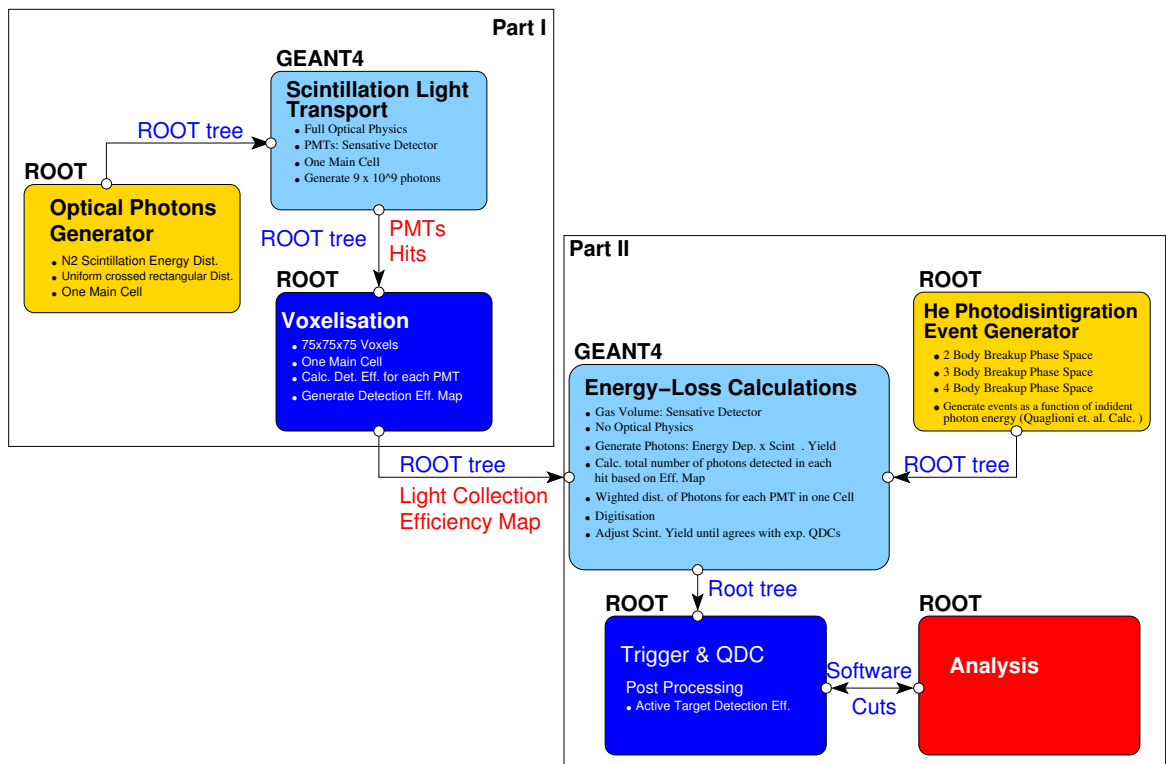 Part I
GEANT4
Scintillation Light
Transport
• Full Optical Physics
• PMTs: Sensative Detector
• One Main Cell
• Generate 9 x 10^9 photons
ROOT tree
ROOT
Optical Photons
Generator
• N2 Scintillation Energy Dist.
• Uniform crossed rectangular Dist.
• One Main Cell
ROOT tree
PMTs
Hits
ROOT
Voxelisation
• 75x75x75 Voxels
• One Main Cell
• Calc. Det. Eff. for each PMT
• Generate Detection Eff. Map
ROOT tree
Light Collection
Efficiency Map
Part II
ROOT
He Photodisintigration
Event Generator
• 2 Body Breakup Phase Space
• 3 Body Breakup Phase Space
• 4 Body Breakup Phase Space
• Generate events as a function of indident
photon energy (Quaglioni et. al. Calc. )
ROOT tree
GEANT4
Energy−Loss Calculations
• Gas Volume: Sensative Detector
• No Optical Physics
• Generate Photons: Energy Dep. x Scint . Yield
• Calc. total number of photons detected in each
hit based on Eff. Map
• Wighted dist. of Photons for each PMT in one Cell
• Digitisation
• Adjust Scint. Yield until agrees with exp. QDCs
Root tree
ROOT
Trigger & QDC
Post Processing
• Active Target Detection Eff.
Software
Cuts
ROOT
Analysis